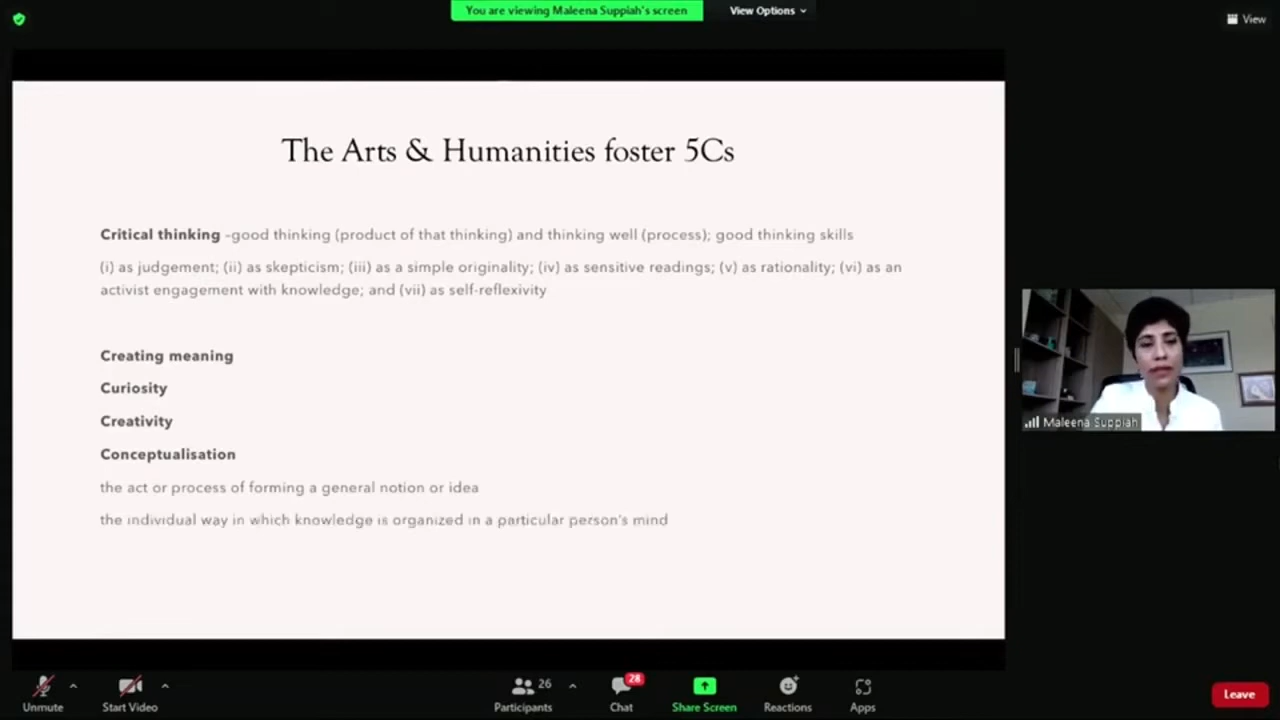 You are viewing Maleena Suppiah's screen
View Options
View
The Arts & Humanities foster 5Cs
Critical thinking –good thinking (product of that thinking) and thinking well (process); good thinking skills
(i) as judgement; (ii) as skepticism; (iii) as a simple originality; (iv) as sensitive readings; (v) as rationality; (vi) as an
activist engagement with knowledge; and (vii) as self-reflexivity
Creating meaning
Curiosity
Creativity
Conceptualisation
the act or process of forming a general notion or idea
the individual way in which knowledge is organized in a particular person's mind
Maleena Suppiah
Unmute
Start Video
26
Participants
28
Chat
Share Screen
Reactions
Apps
Leave